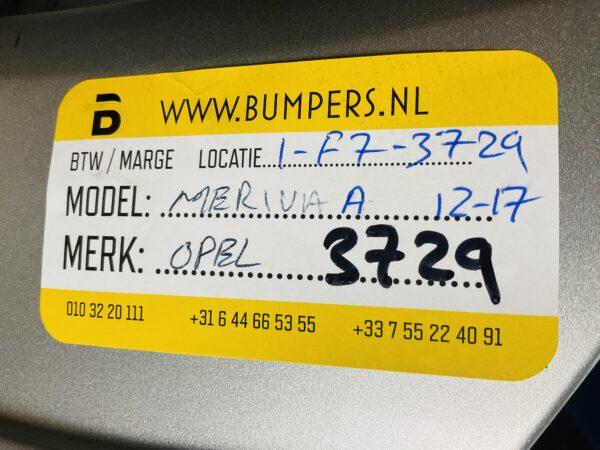 WWW.BUMPERS.NL
BTW / MARGE LOCATIE 1-F7-3729
MODEL: MERIVA A 12-17
MERK: OPEL 3729
010 32 20 111 +31 6 44 66 53 55 +33 7 55 22 40 91